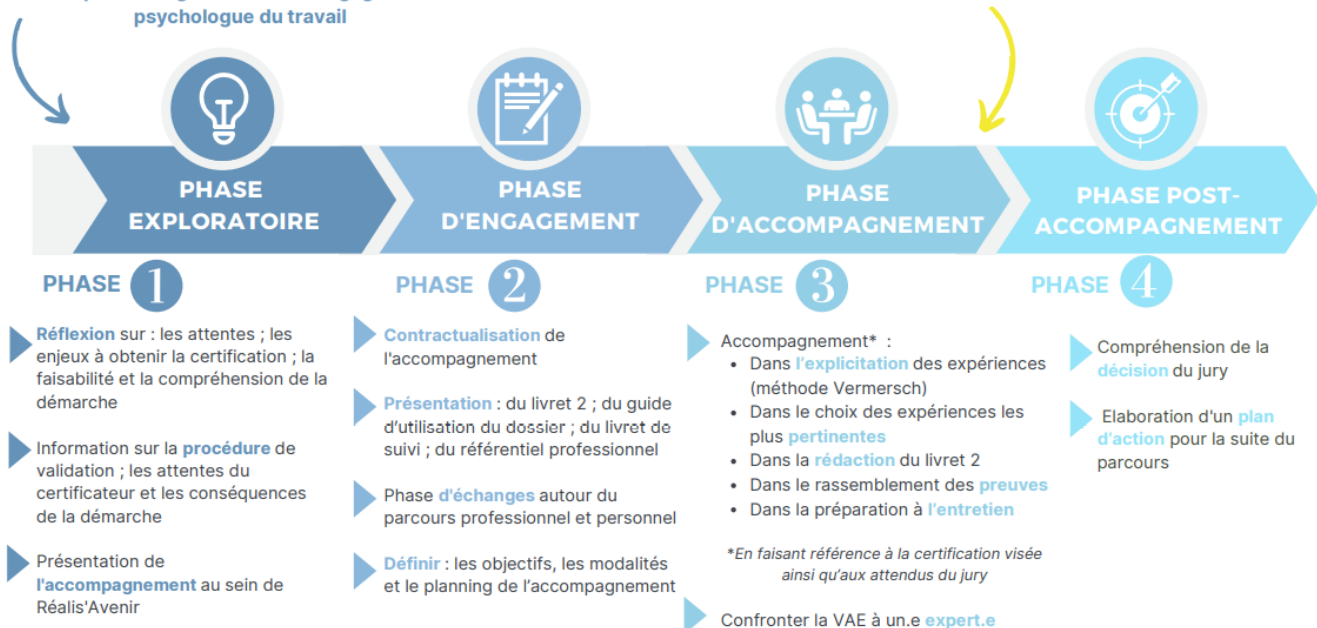 psychologue du travail
PHASE
EXPLORATOIRE
PHASE
D'ENGAGEMENT
PHASE
D'ACCOMPAGNEMENT
PHASE POST-
ACCOMPAGNEMENT
PHASE 1
Réflexion sur : les attentes ; les
enjeux à obtenir la certification ; la
faisabilité et la compréhension de la
démarche
Information sur la procédure de
validation ; les attentes du
certificateur et les conséquences
de la démarche
Présentation de
l'accompagnement au sein de
Réalis'Avenir
PHASE 2
Contractualisation de
l'accompagnement
Présentation : du livret 2 ; du guide
d'utilisation du dossier ; du livret de
suivi ; du référentiel professionnel
Phase d'échanges autour du
parcours professionnel et personnel
Définir : les objectifs, les modalités
et le planning de l'accompagnement
PHASE 3
Accompagnement* :
• Dans l'explicitation des expériences
(méthode Vermersch)
• Dans le choix des expériences les
plus pertinentes
• Dans la rédaction du livret 2
• Dans le rassemblement des preuves
• Dans la préparation à l'entretien
*En faisant référence à la certification visée
ainsi qu'aux attendus du jury
Confronter la VAE à un.e expert.e
PHASE 4
Compréhension de la
décision du jury
Elaboration d'un plan
d'action pour la suite du
parcours